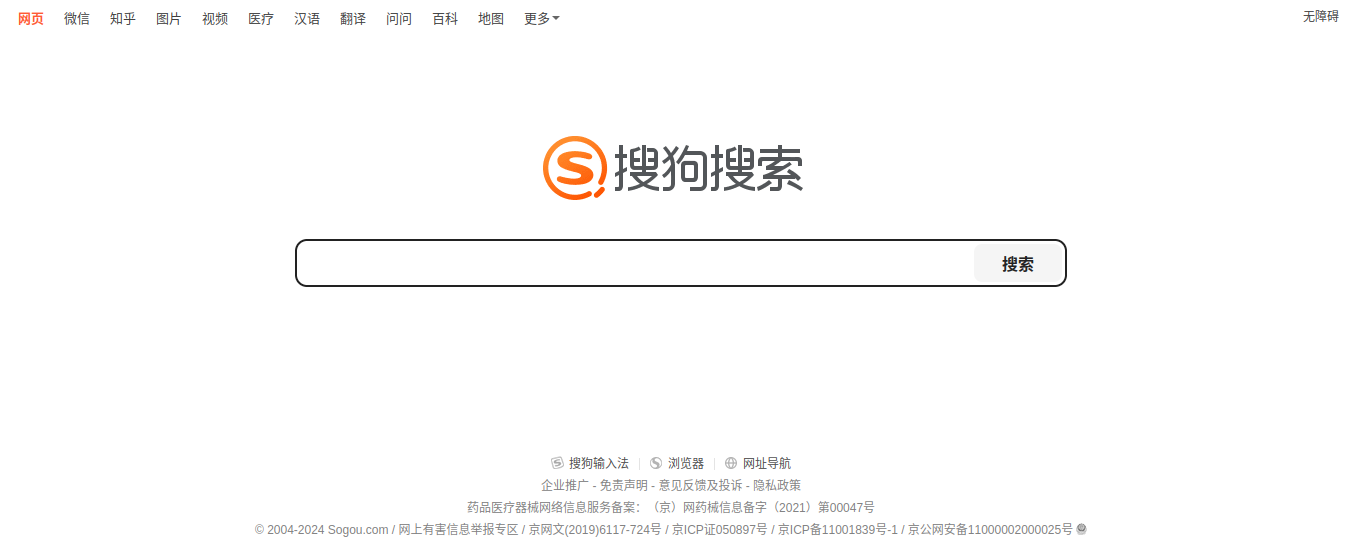 网页 微信 知乎 图片 视频 医疗 汉语 翻译 问问 百科 地图 更多 无障碍
搜狗搜索
搜索
搜狗输入法 浏览器 网址导航
企业推广 - 免责声明 - 意见反馈及投诉 - 隐私政策
药品医疗器械网络信息服务备案：（京）网药械信息备字（2021）第00047号
© 2004-2024 Sogou.com / 网上有害信息举报专区 / 京网文(2019)6117-724号 / 京ICP证050897号 / 京ICP备11001839号-1 / 京公网安备11000002000025号